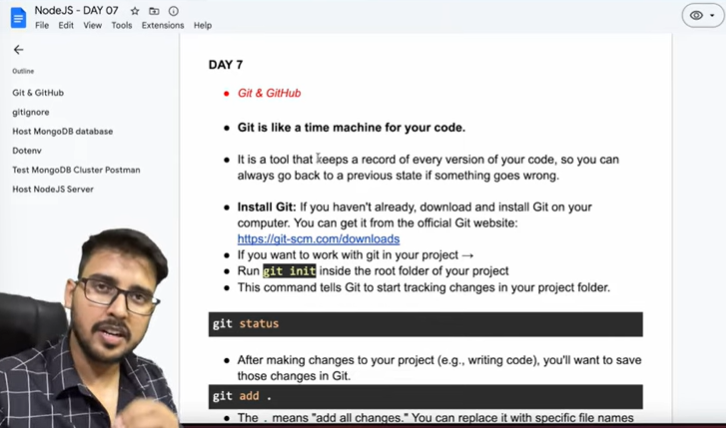 NodeJS - DAY 07
File Edit View Tools Extensions Help
Outline
Git & GitHub
gitignore
Host MongoDB database
Dotenv
Test MongoDB Cluster Postman
Host NodeJS Server
DAY 7
Git & GitHub
Git is like a time machine for your code.
It is a tool that keeps a record of every version of your code, so you can
always go back to a previous state if something goes wrong.
Install Git: If you haven't already, download and install Git on your
computer. You can get it from the official Git website:
https://git-scm.com/downloads
If you want to work with git in your project →
Run git init inside the root folder of your project
This command tells Git to start tracking changes in your project folder.
git status
After making changes to your project (e.g., writing code), you'll want to save
those changes in Git.
git add .
The . means "add all changes." You can replace it with specific file names